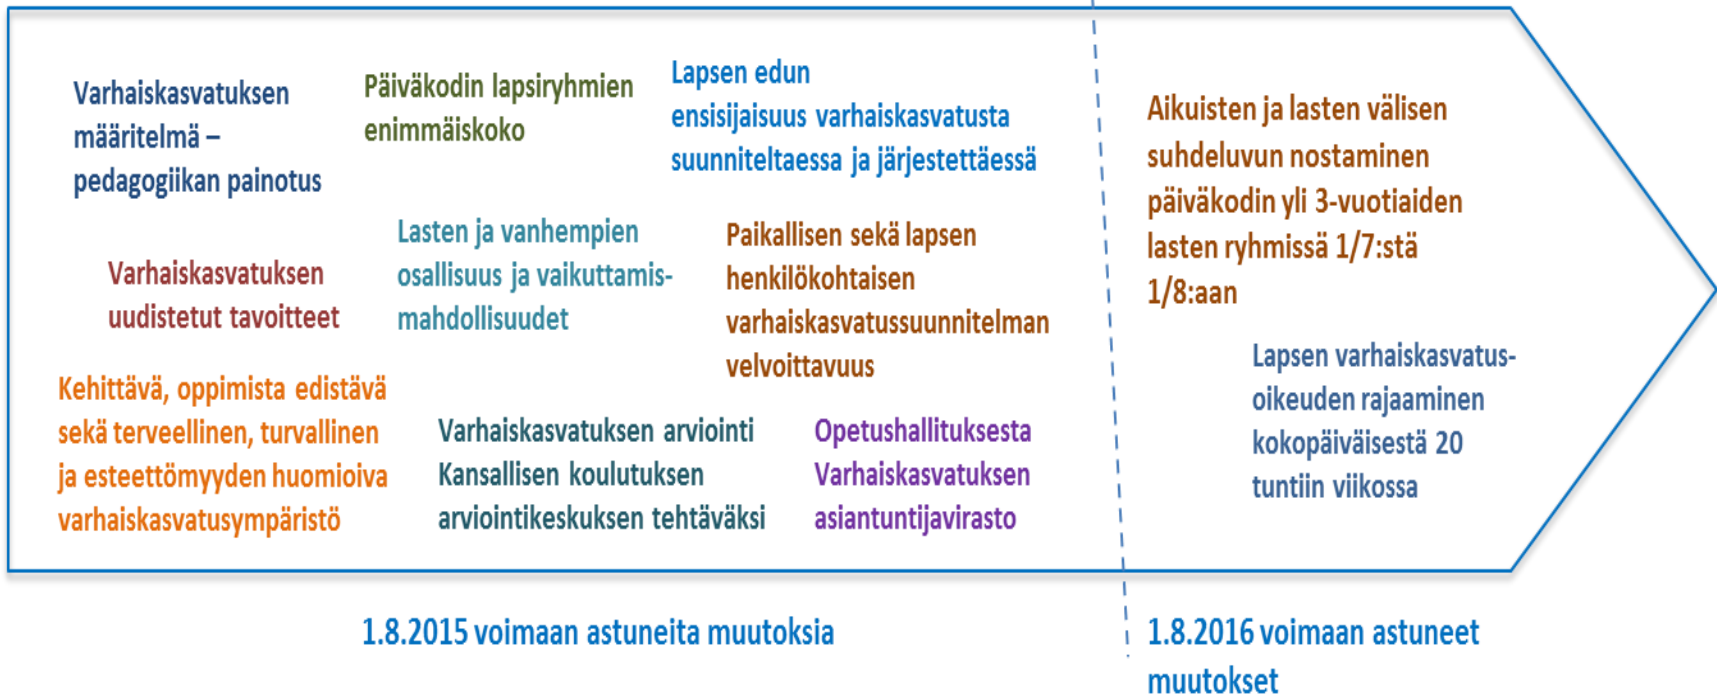 Varhaiskasvatuksen
määritelmä –
pedagogiikan painotus
Päiväkodin lapsiryhmien
enimmäiskoko
Lapsen edun
ensisijaisuus varhaiskasvatusta
suunniteltaessa ja järjestettäessä
Varhaiskasvatuksen
uudistetut tavoitteet
Lasten ja vanhempien
osallisuus ja vaikuttamis-
mahdollisuudet
Paikallisen sekä lapsen
henkilökohtaisen
varhaiskasvatussuunnitelman
velvoittavuus
Kehittävä, oppimista edistävä
sekä terveellinen, turvallinen
ja esteettömyyden huomioiva
varhaiskasvatusympäristö
Varhaiskasvatuksen arviointi
Kansallisen koulutuksen
arviointikeskuksen tehtäväksi
Opetushallituksesta
Varhaiskasvatuksen
asiantuntijavirasto
Aikuisten ja lasten välisen
suhdeluvun nostaminen
päiväkodin yli 3-vuotiaiden
lasten ryhmissä 1/7:stä
1/8:aan
Lapsen varhaiskasvatus-
oikeuden rajaaminen
kokopäiväisestä 20
tuntiin viikossa
1.8.2015 voimaan astuneita muutoksia
1.8.2016 voimaan astuneet
muutokset